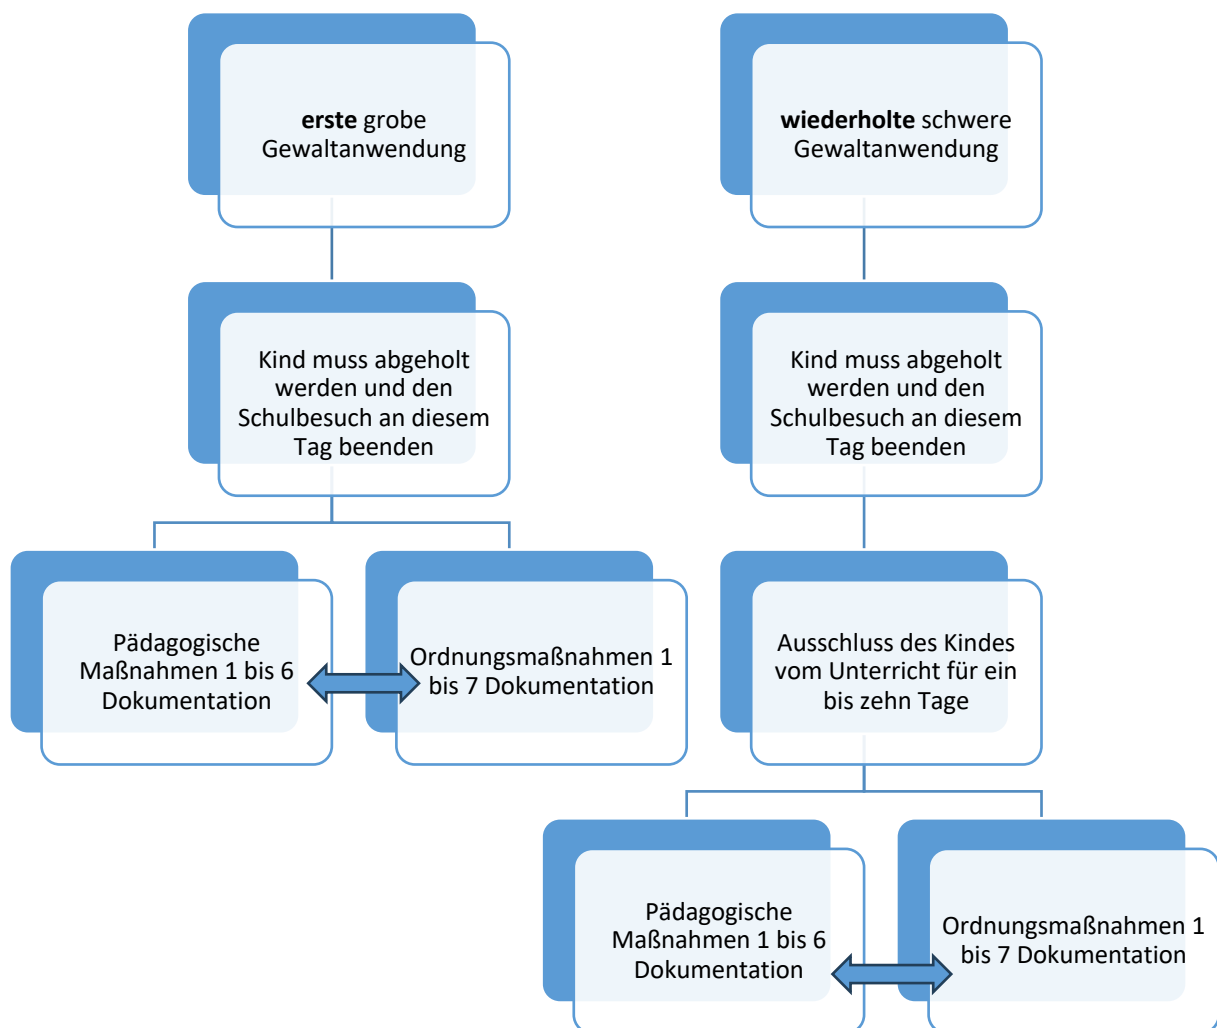 erste grobe
Gewaltanwendung
wiederholte schwere
Gewaltanwendung
Kind muss abgeholt
werden und den
Schulbesuch an diesem
Tag beenden
Kind muss abgeholt
werden und den
Schulbesuch an diesem
Tag beenden
Pädagogische
Maßnahmen 1 bis 6
Dokumentation
Ordnungsmaßnahmen 1
bis 7 Dokumentation
Ausschluss des Kindes
vom Unterricht für ein
bis zehn Tage
Pädagogische
Maßnahmen 1 bis 6
Dokumentation
Ordnungsmaßnahmen 1
bis 7 Dokumentation